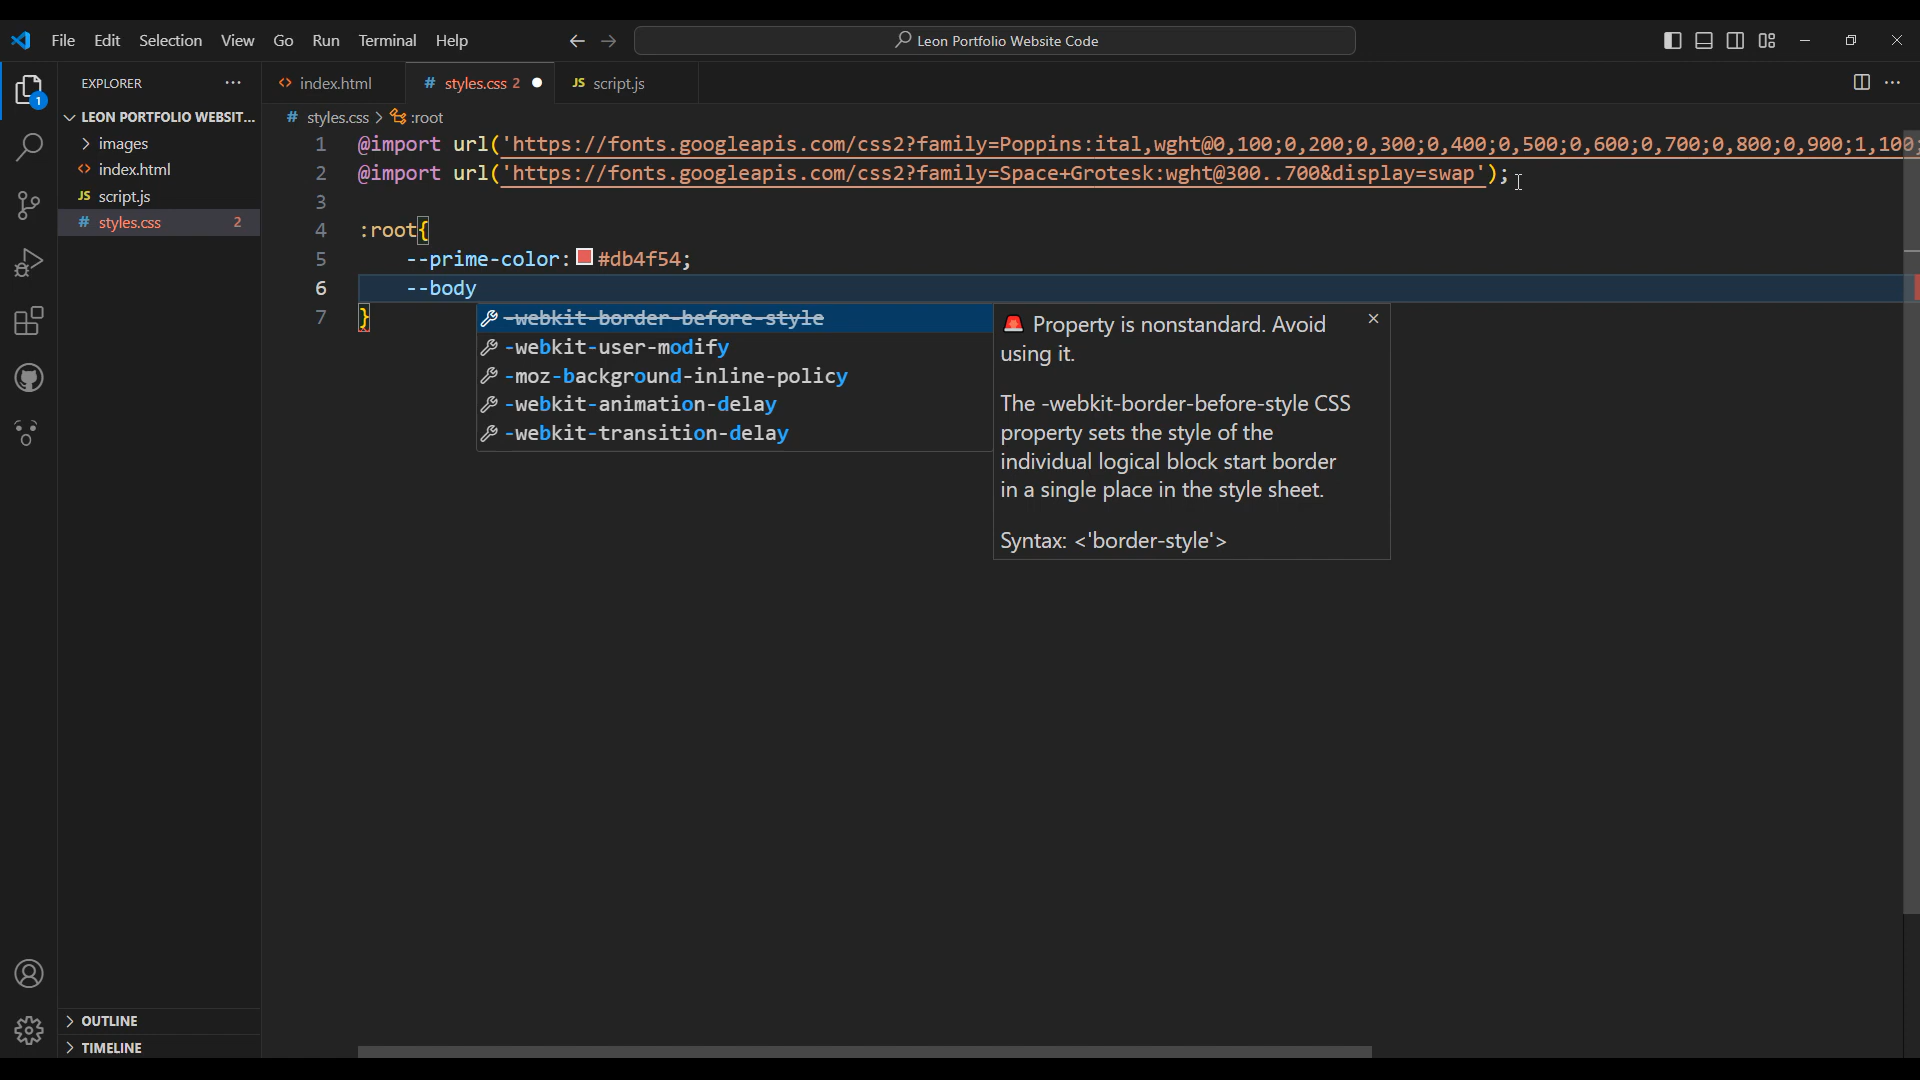 File Edit Selection View Go Run Terminal Help
Leon Portfolio Website Code
EXPLORER
1
LEON PORTFOLIO WEBSIT...
images
index.html
JS script.js
# styles.css 2
OUTLINE
TIMELINE
index.html # styles.css 2 JS script.js
# styles.css > :root
1 @import url('https://fonts.googleapis.com/css2?family=Poppins:ital,wght@0,100;0,200;0,300;0,400;0,500;0,600;0,700;0,800;0,900;1,100;
2 @import url('https://fonts.googleapis.com/css2?family=Space+Grotesk:wght@300..700&display=swap');
3
4 :root{
5 --prime-color: #db4f54;
6 --body
7 }
-webkit-border-before-style
-webkit-user-modify
-moz-background-inline-policy
-webkit-animation-delay
-webkit-transition-delay
🚨 Property is nonstandard. Avoid
using it.
The -webkit-border-before-style CSS
property sets the style of the
individual logical block start border
in a single place in the style sheet.
Syntax: <'border-style'>